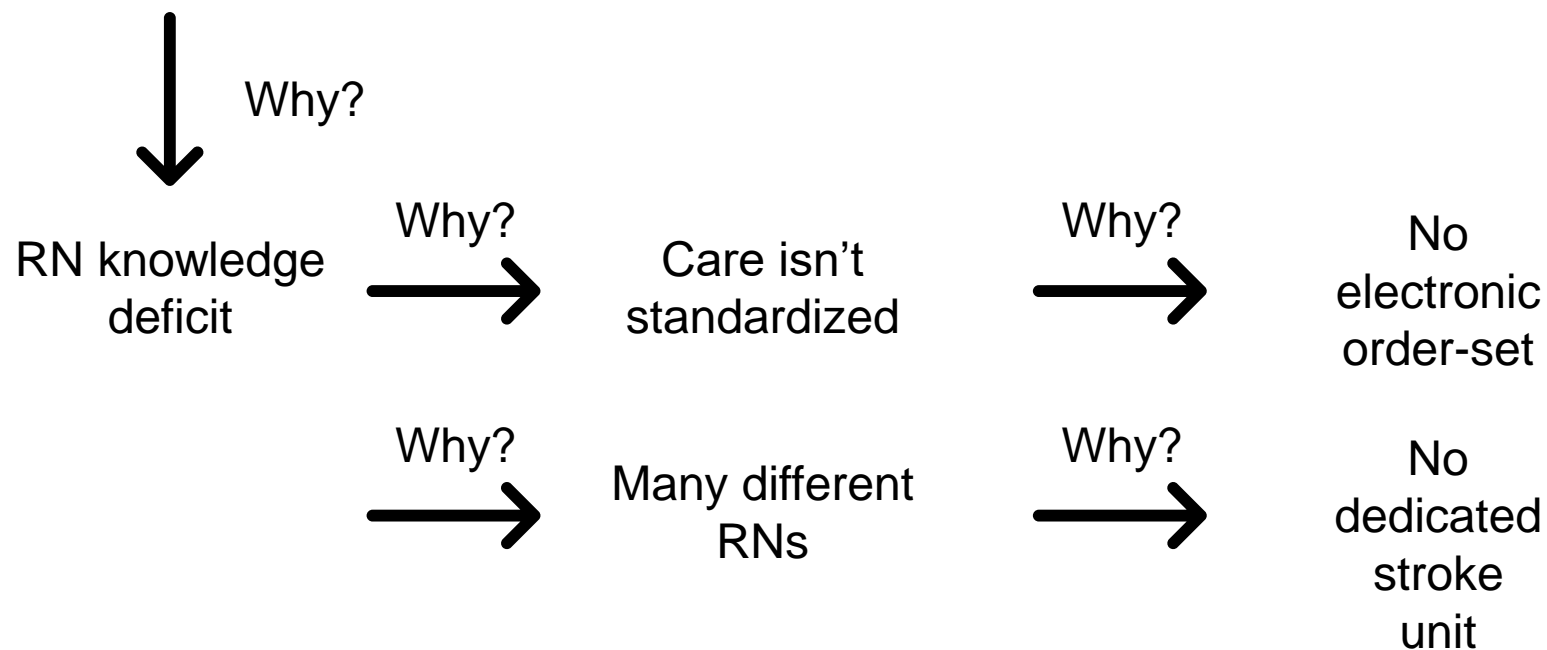 Why?
RN knowledge
deficit
Why?
Care isn’t
standardized
Why?
No
electronic
order-set
Why?
Many different
RNs
Why?
No
dedicated
stroke
unit